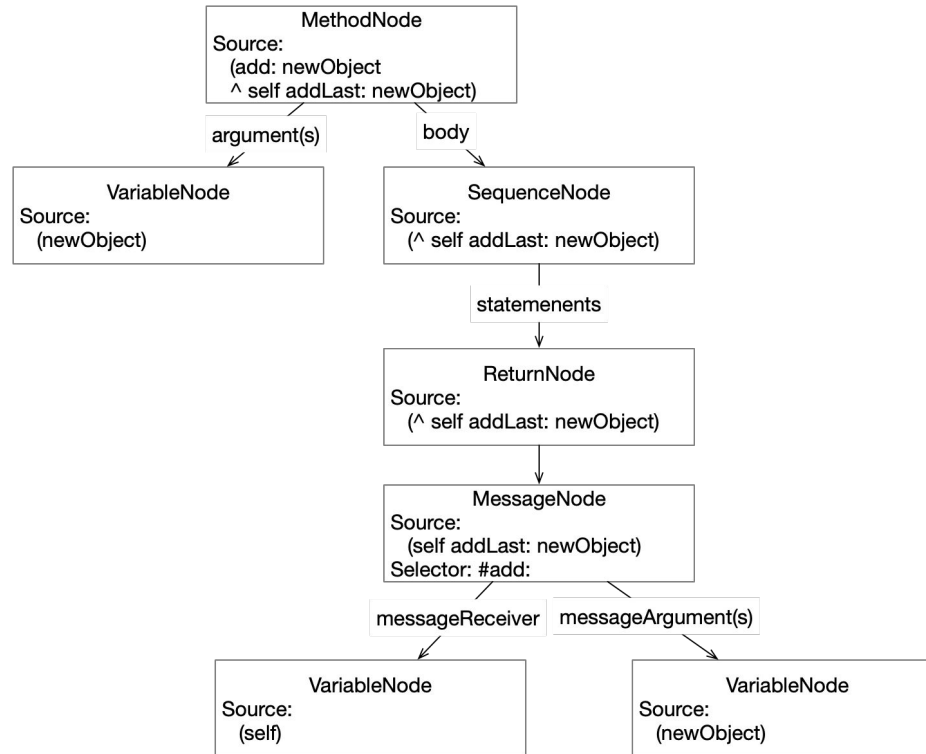 MethodNode
Source:
(add: newObject
^ self addLast: newObject)
argument(s)
body
VariableNode
Source:
(newObject)
SequenceNode
Source:
(^ self addLast: newObject)
statemenents
ReturnNode
Source:
(^ self addLast: newObject)
MessageNode
Source:
(self addLast: newObject)
Selector: #add:
messageReceiver
messageArgument(s)
VariableNode
Source:
(self)
VariableNode
Source:
(newObject)